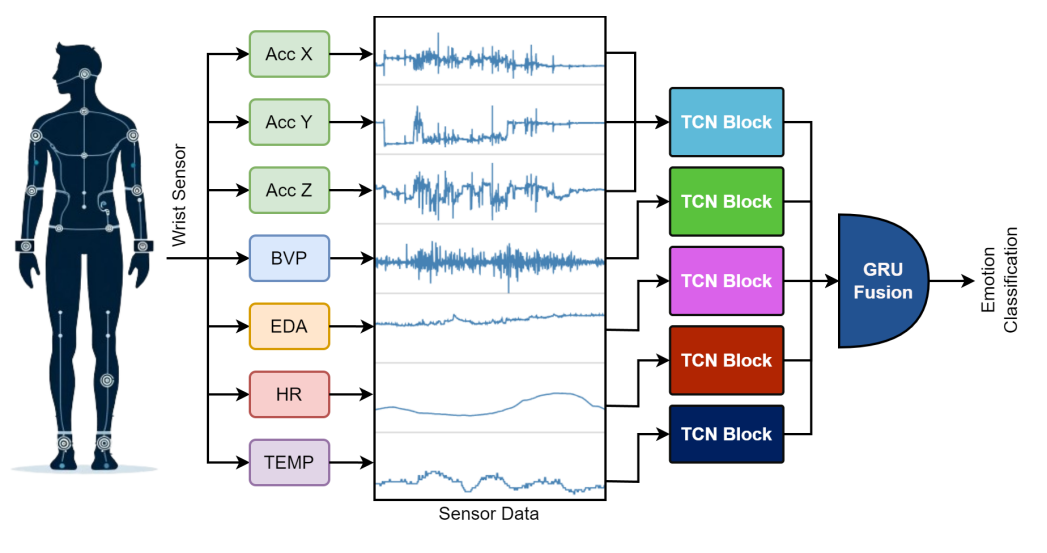 Wrist Sensor
Acc X
Acc Y
Acc Z
BVP
EDA
HR
TEMP
Sensor Data
TCN Block
TCN Block
TCN Block
TCN Block
TCN Block
GRU
Fusion
Emotion
Classification